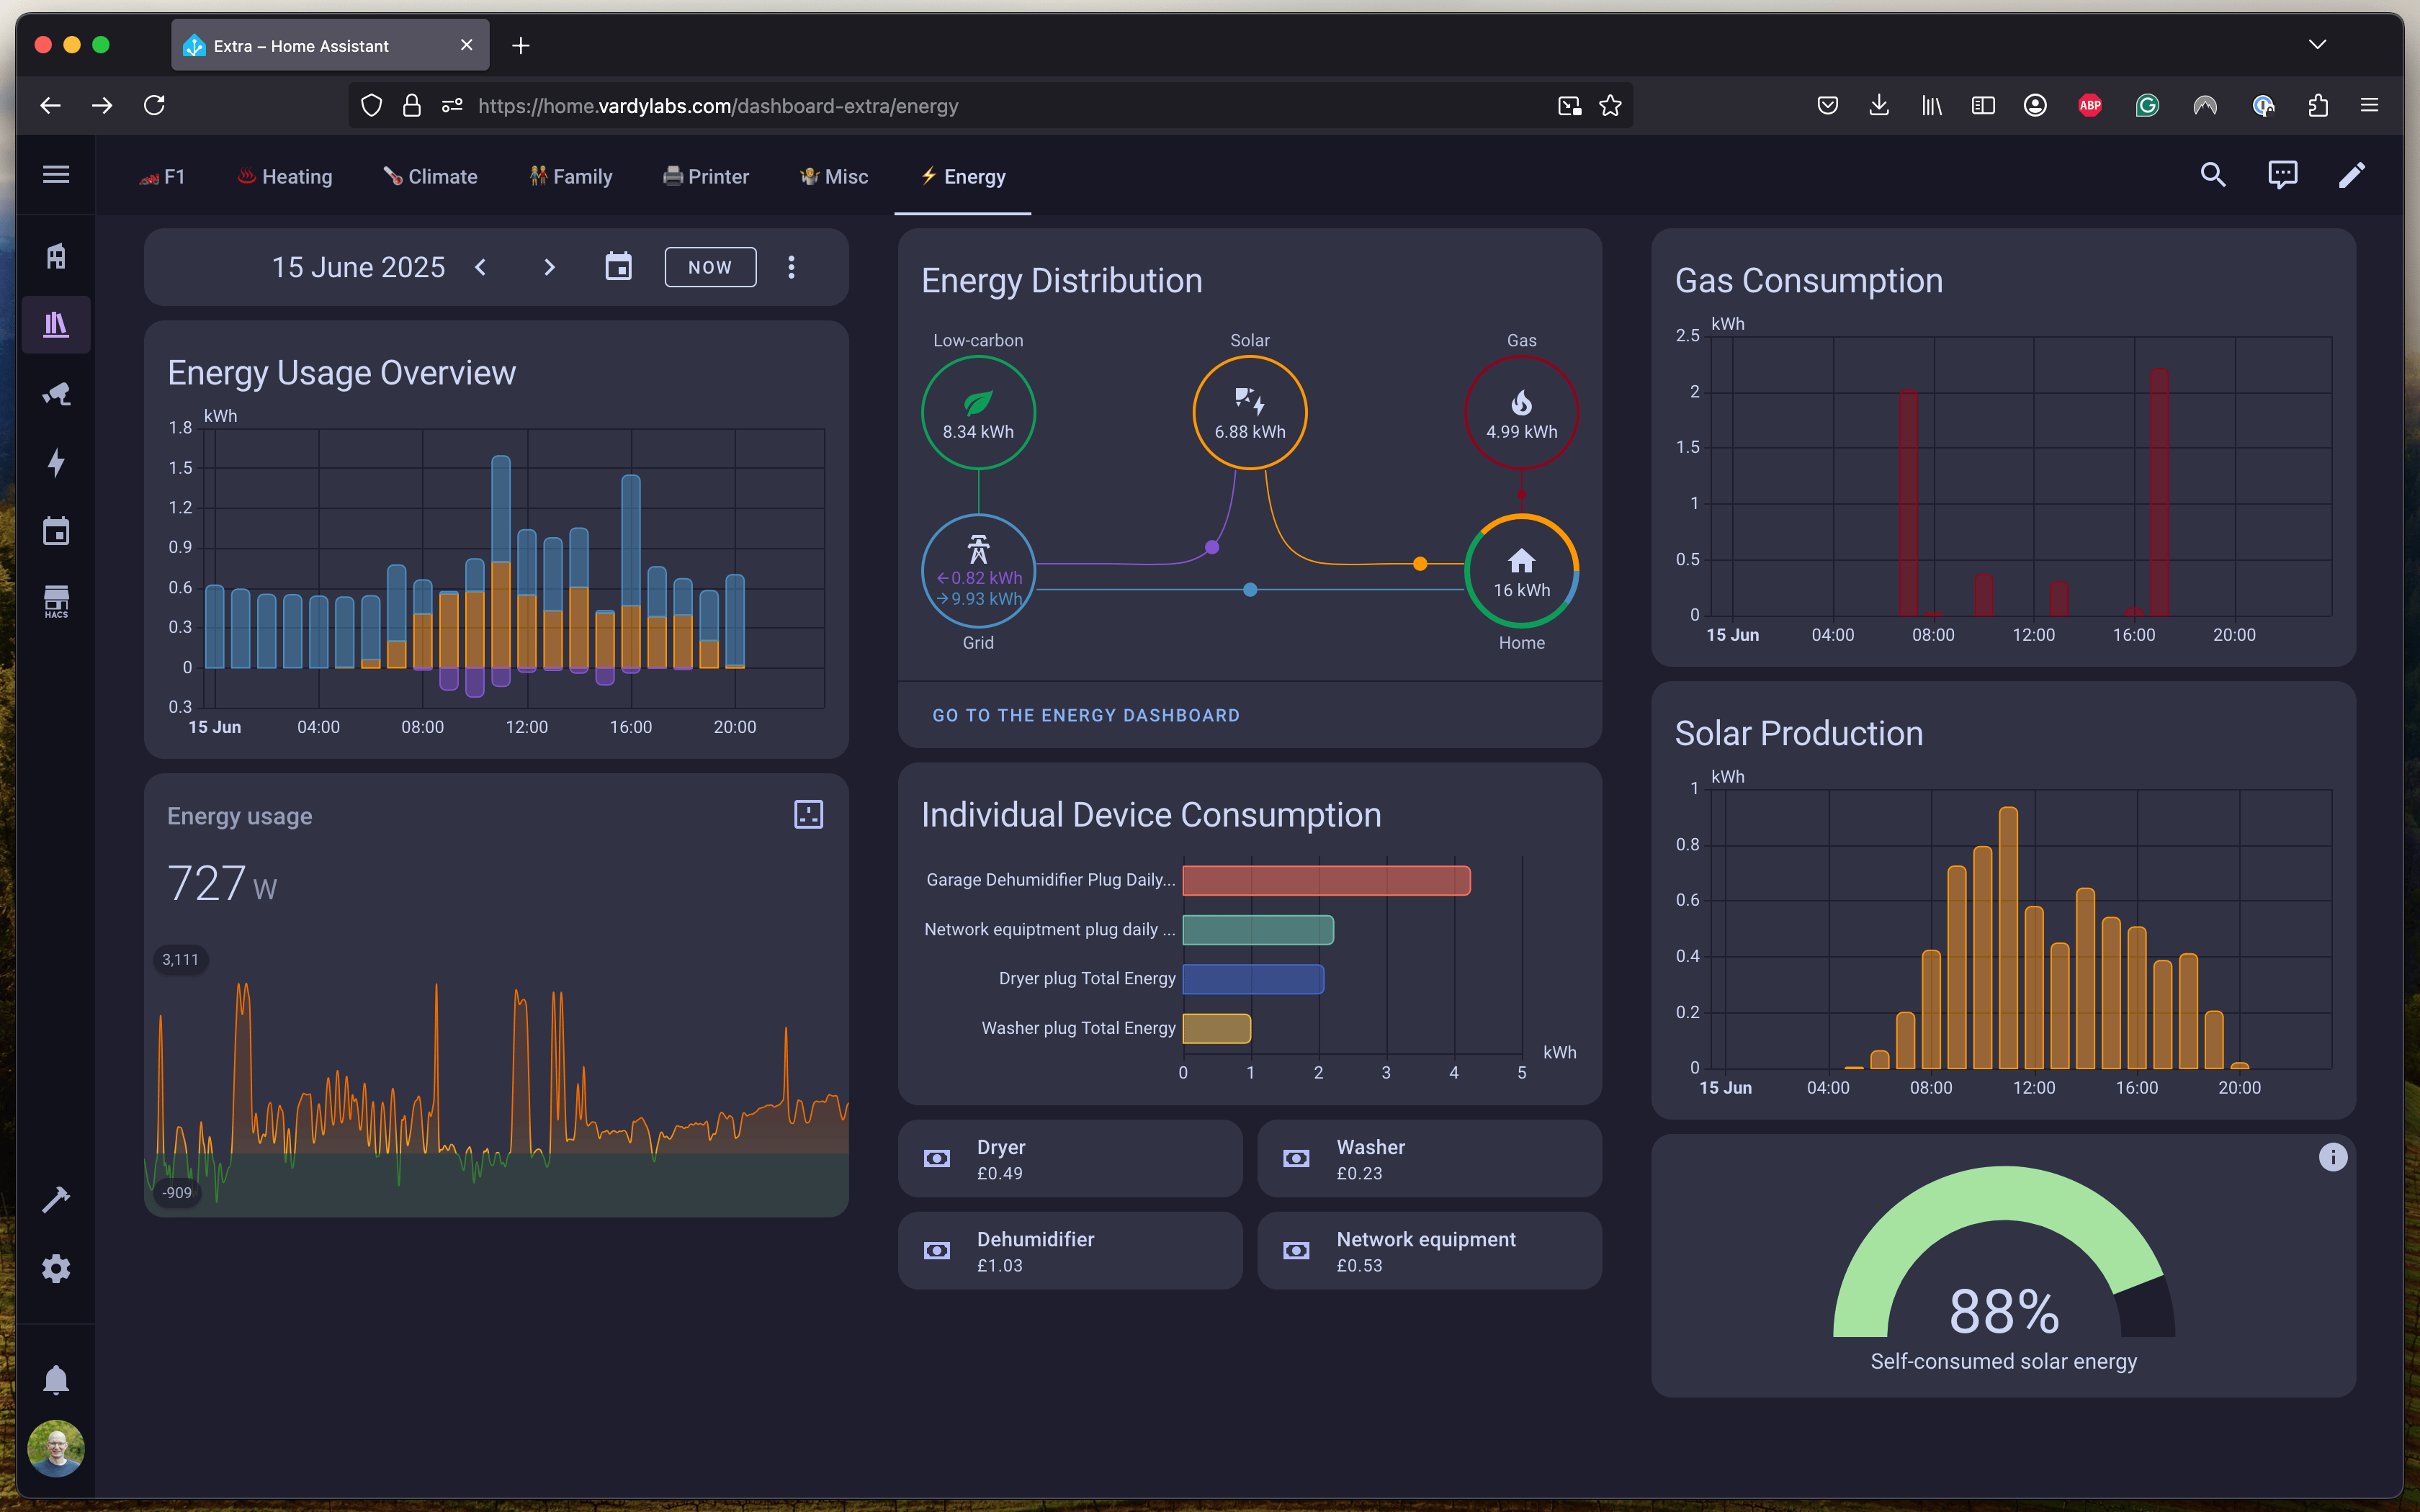 Extra – Home Assistant
https://home.vardylabs.com/dashboard-extra/energy
ABP
F1
Heating
Climate
Family
Printer
Misc
Energy
HACS
15 June 2025
NOW
Energy Usage Overview
kWh
1.8
1.5
1.2
0.9
0.6
0.3
0
0.3
15 Jun 04:00 08:00 12:00 16:00 20:00
Energy usage
727 W
3,111
-909
Energy Distribution
Low-carbon
Solar
Gas
8.34 kWh
6.88 kWh
4.99 kWh
←0.82 kWh
→9.93 kWh
16 kWh
Grid
Home
GO TO THE ENERGY DASHBOARD
Individual Device Consumption
Garage Dehumidifier Plug Daily...
Network equiptment plug daily ...
Dryer plug Total Energy
Washer plug Total Energy
kWh
0 1 2 3 4 5
Dryer
£0.49
Washer
£0.23
Dehumidifier
£1.03
Network equipment
£0.53
Gas Consumption
kWh
2.5
2
1.5
1
0.5
0
15 Jun 04:00 08:00 12:00 16:00 20:00
Solar Production
kWh
1
0.8
0.6
0.4
0.2
0
15 Jun 04:00 08:00 12:00 16:00 20:00
88%
Self-consumed solar energy